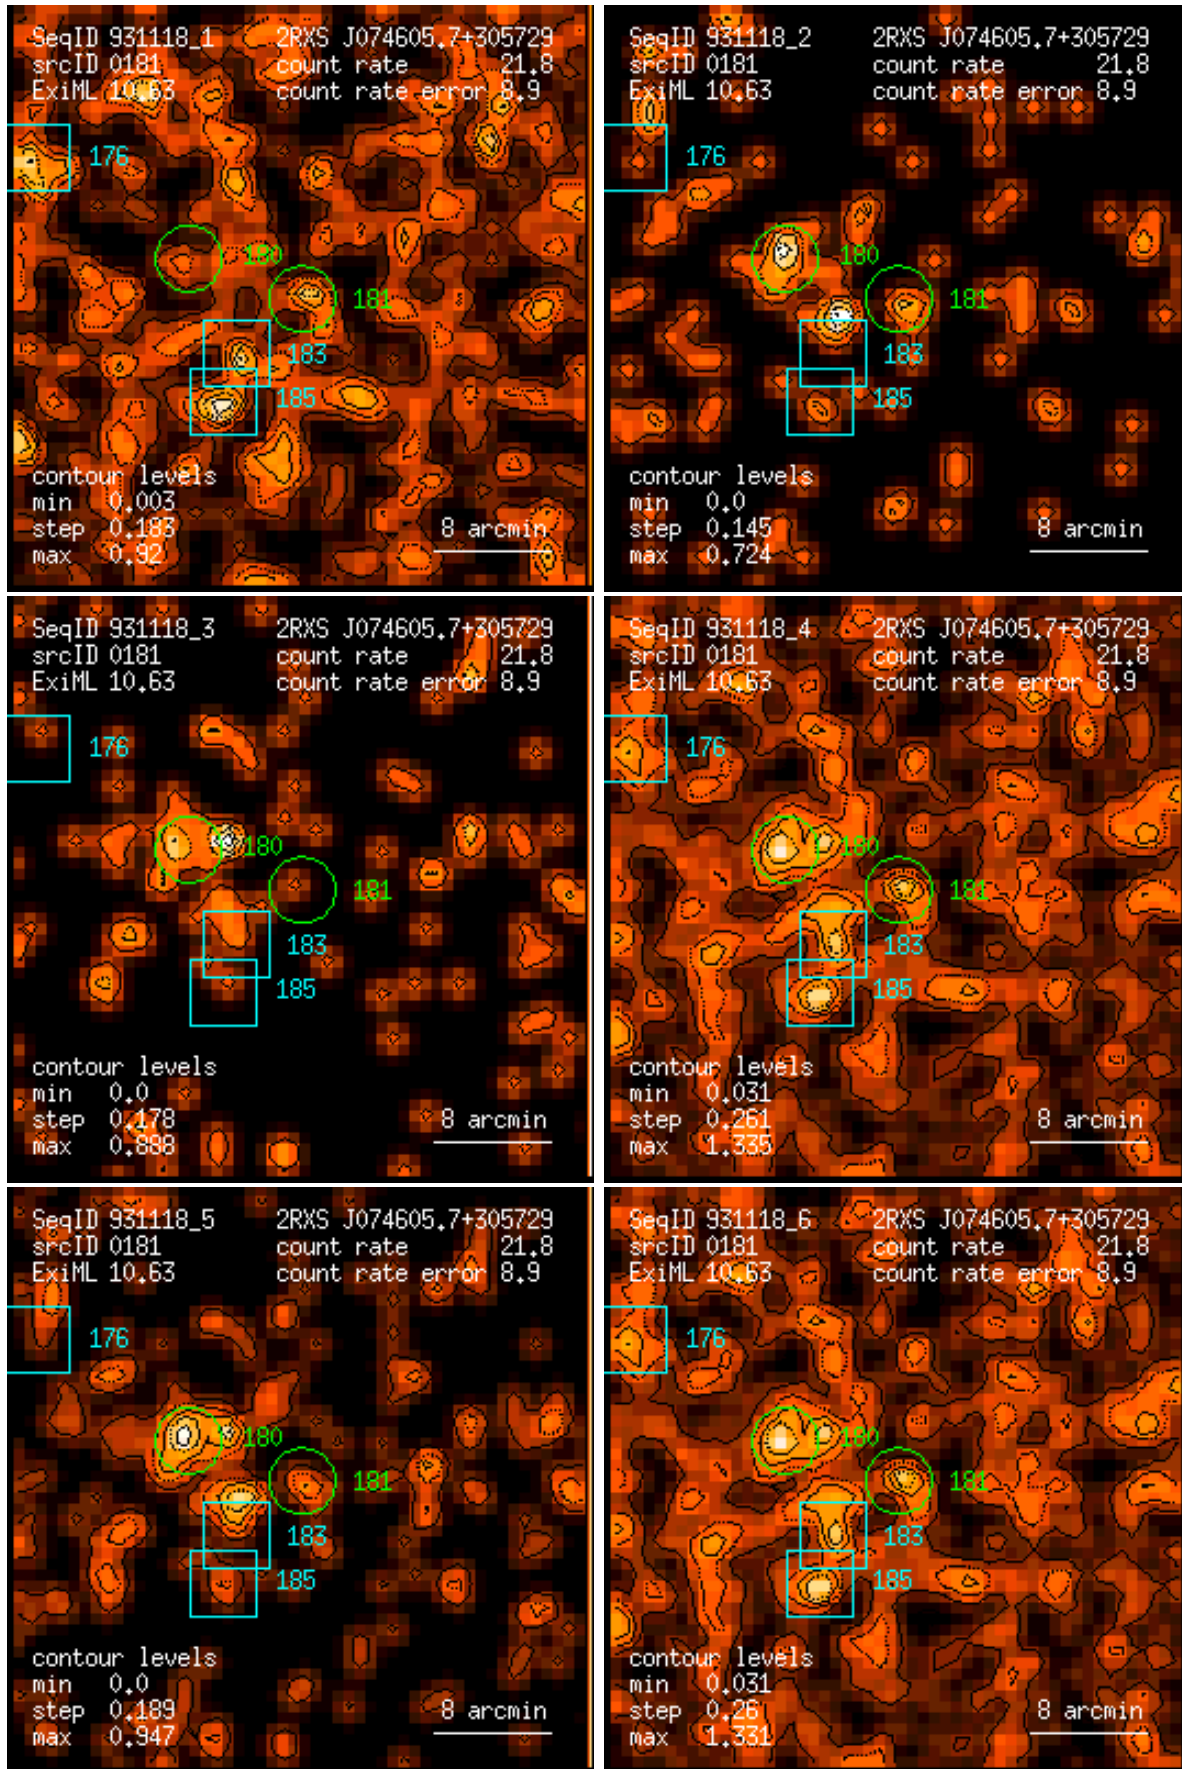 SeqID 931118_1 2RXS J074605.7+305729
srcID 0181 count rate 21.8
ExiML 10.63 count rate error 8.9
176
180
181
183
185
contour levels
min 0.003
step 0.183 8 arcmin
max 0.92
SeqID 931118_2 2RXS J074605.7+305729
srcID 0181 count rate 21.8
ExiML 10.63 count rate error 8.9
176
180
181
183
185
contour levels
min 0.0
step 0.145 8 arcmin
max 0.724
SeqID 931118_3 2RXS J074605.7+305729
srcID 0181 count rate 21.8
ExiML 10.63 count rate error 8.9
176
180
181
183
185
contour levels
min 0.0
step 0.178 8 arcmin
max 0.888
SeqID 931118_4 2RXS J074605.7+305729
srcID 0181 count rate 21.8
ExiML 10.63 count rate error 8.9
176
180
181
183
185
contour levels
min 0.031
step 0.261 8 arcmin
max 1.335
SeqID 931118_5 2RXS J074605.7+305729
srcID 0181 count rate 21.8
ExiML 10.63 count rate error 8.9
176
180
181
183
185
contour levels
min 0.0
step 0.189 8 arcmin
max 0.947
SeqID 931118_6 2RXS J074605.7+305729
srcID 0181 count rate 21.8
ExiML 10.63 count rate error 8.9
176
180
181
183
185
contour levels
min 0.031
step 0.26 8 arcmin
max 1.331